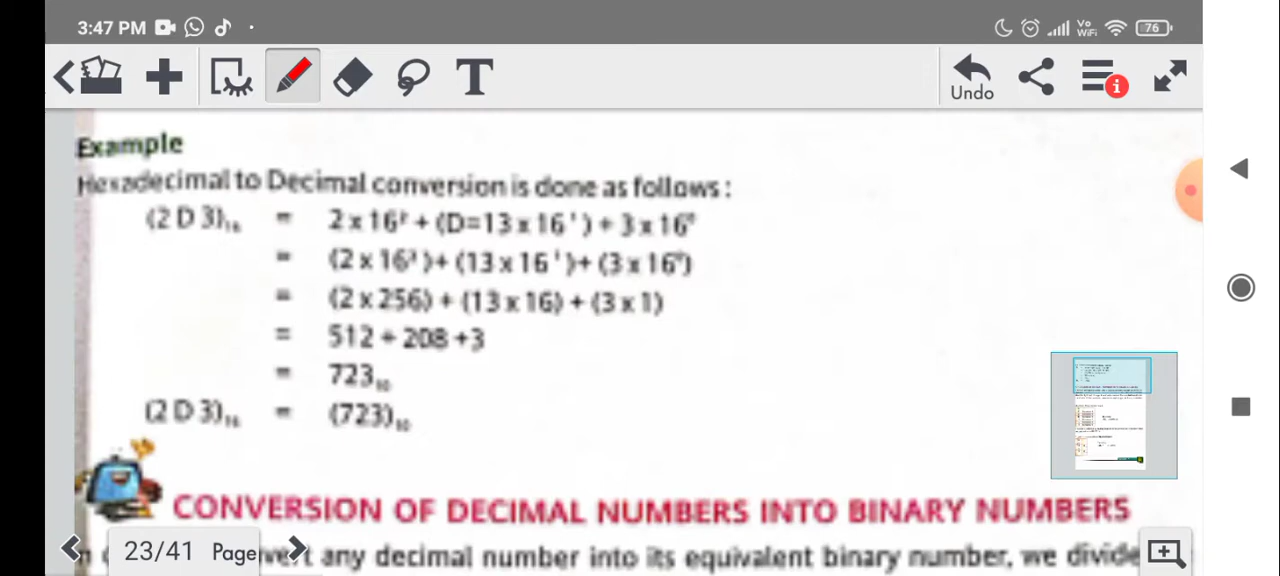 3:47 PM
Vo WiFi 76
T
Undo
i
Example
Hexadecimal to Decimal conversion is done as follows :
(2 D 3)₁₆ = 2 x 16² + (D=13 x 16¹) + 3 x 16⁰
= (2 x 16²)+ (13 x 16¹)+ (3 x 16⁰)
= (2 x 256) + (13 x 16) + (3 x 1)
= 512 + 208 +3
= 723₁₀
(2 D 3)₁₆ = (723)₁₀
CONVERSION OF DECIMAL NUMBERS INTO BINARY NUMBERS
any decimal number into its equivalent binary number, we divide
23/41 Page